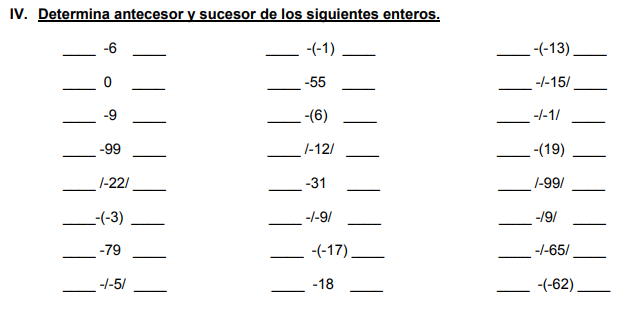 IV. Determina antecesor y sucesor de los siguientes enteros.
____ -6 ____ ____ -(-1) ____ ____ -(-13) ____
____ 0 ____ ____ -55 ____ ____ -/-15/ ____
____ -9 ____ ____ -(6) ____ ____ -/-1/ ____
____ -99 ____ ____ /-12/ ____ ____ -(19) ____
____ /-22/ ____ ____ -31 ____ ____ /-99/ ____
____ -(-3) ____ ____ -/-9/ ____ ____ -/9/ ____
____ -79 ____ ____ -(-17) ____ ____ -/-65/ ____
____ -/-5/ ____ ____ -18 ____ ____ -(-62) ____